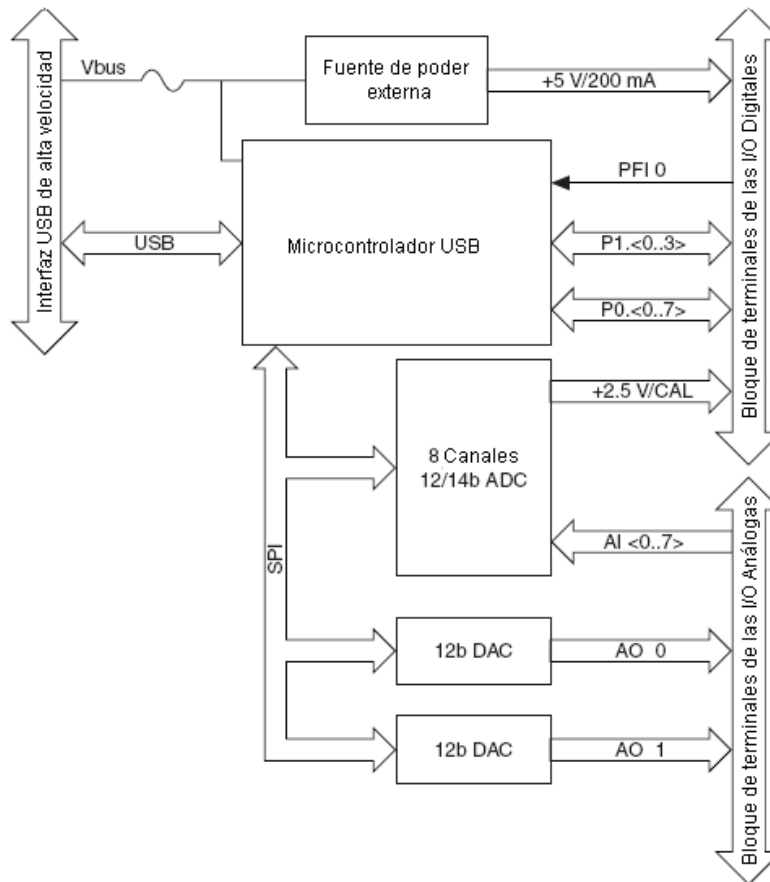 Vbus
Fuente de poder
externa
+5 V/200 mA
Interfaz USB de alta velocidad
USB
Microcontrolador USB
PFI 0
P1.<0..3>
P0.<0..7>
Bloque de terminales de las I/O Digitales
+2.5 V/CAL
8 Canales
12/14b ADC
AI <0..7>
SPI
12b DAC
AO 0
12b DAC
AO 1
Bloque de terminales de las I/O Análogas